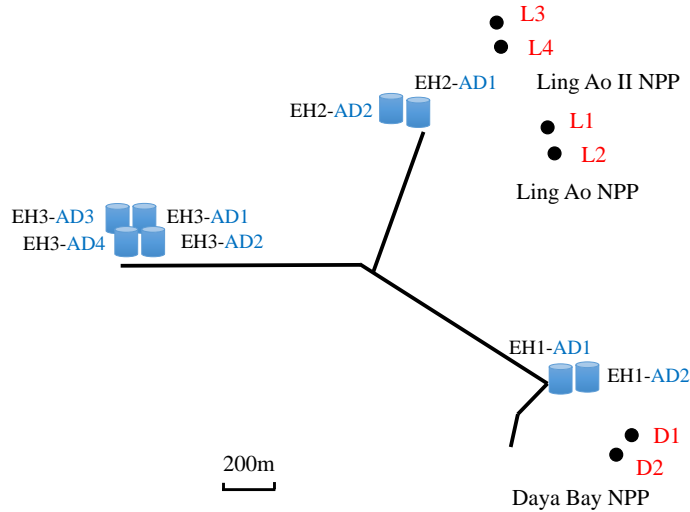 L3
L4
EH2-AD1
Ling Ao II NPP
EH2-AD2
L1
L2
Ling Ao NPP
EH3-AD3
EH3-AD1
EH3-AD4
EH3-AD2
EH1-AD1
EH1-AD2
D1
D2
200m
Daya Bay NPP